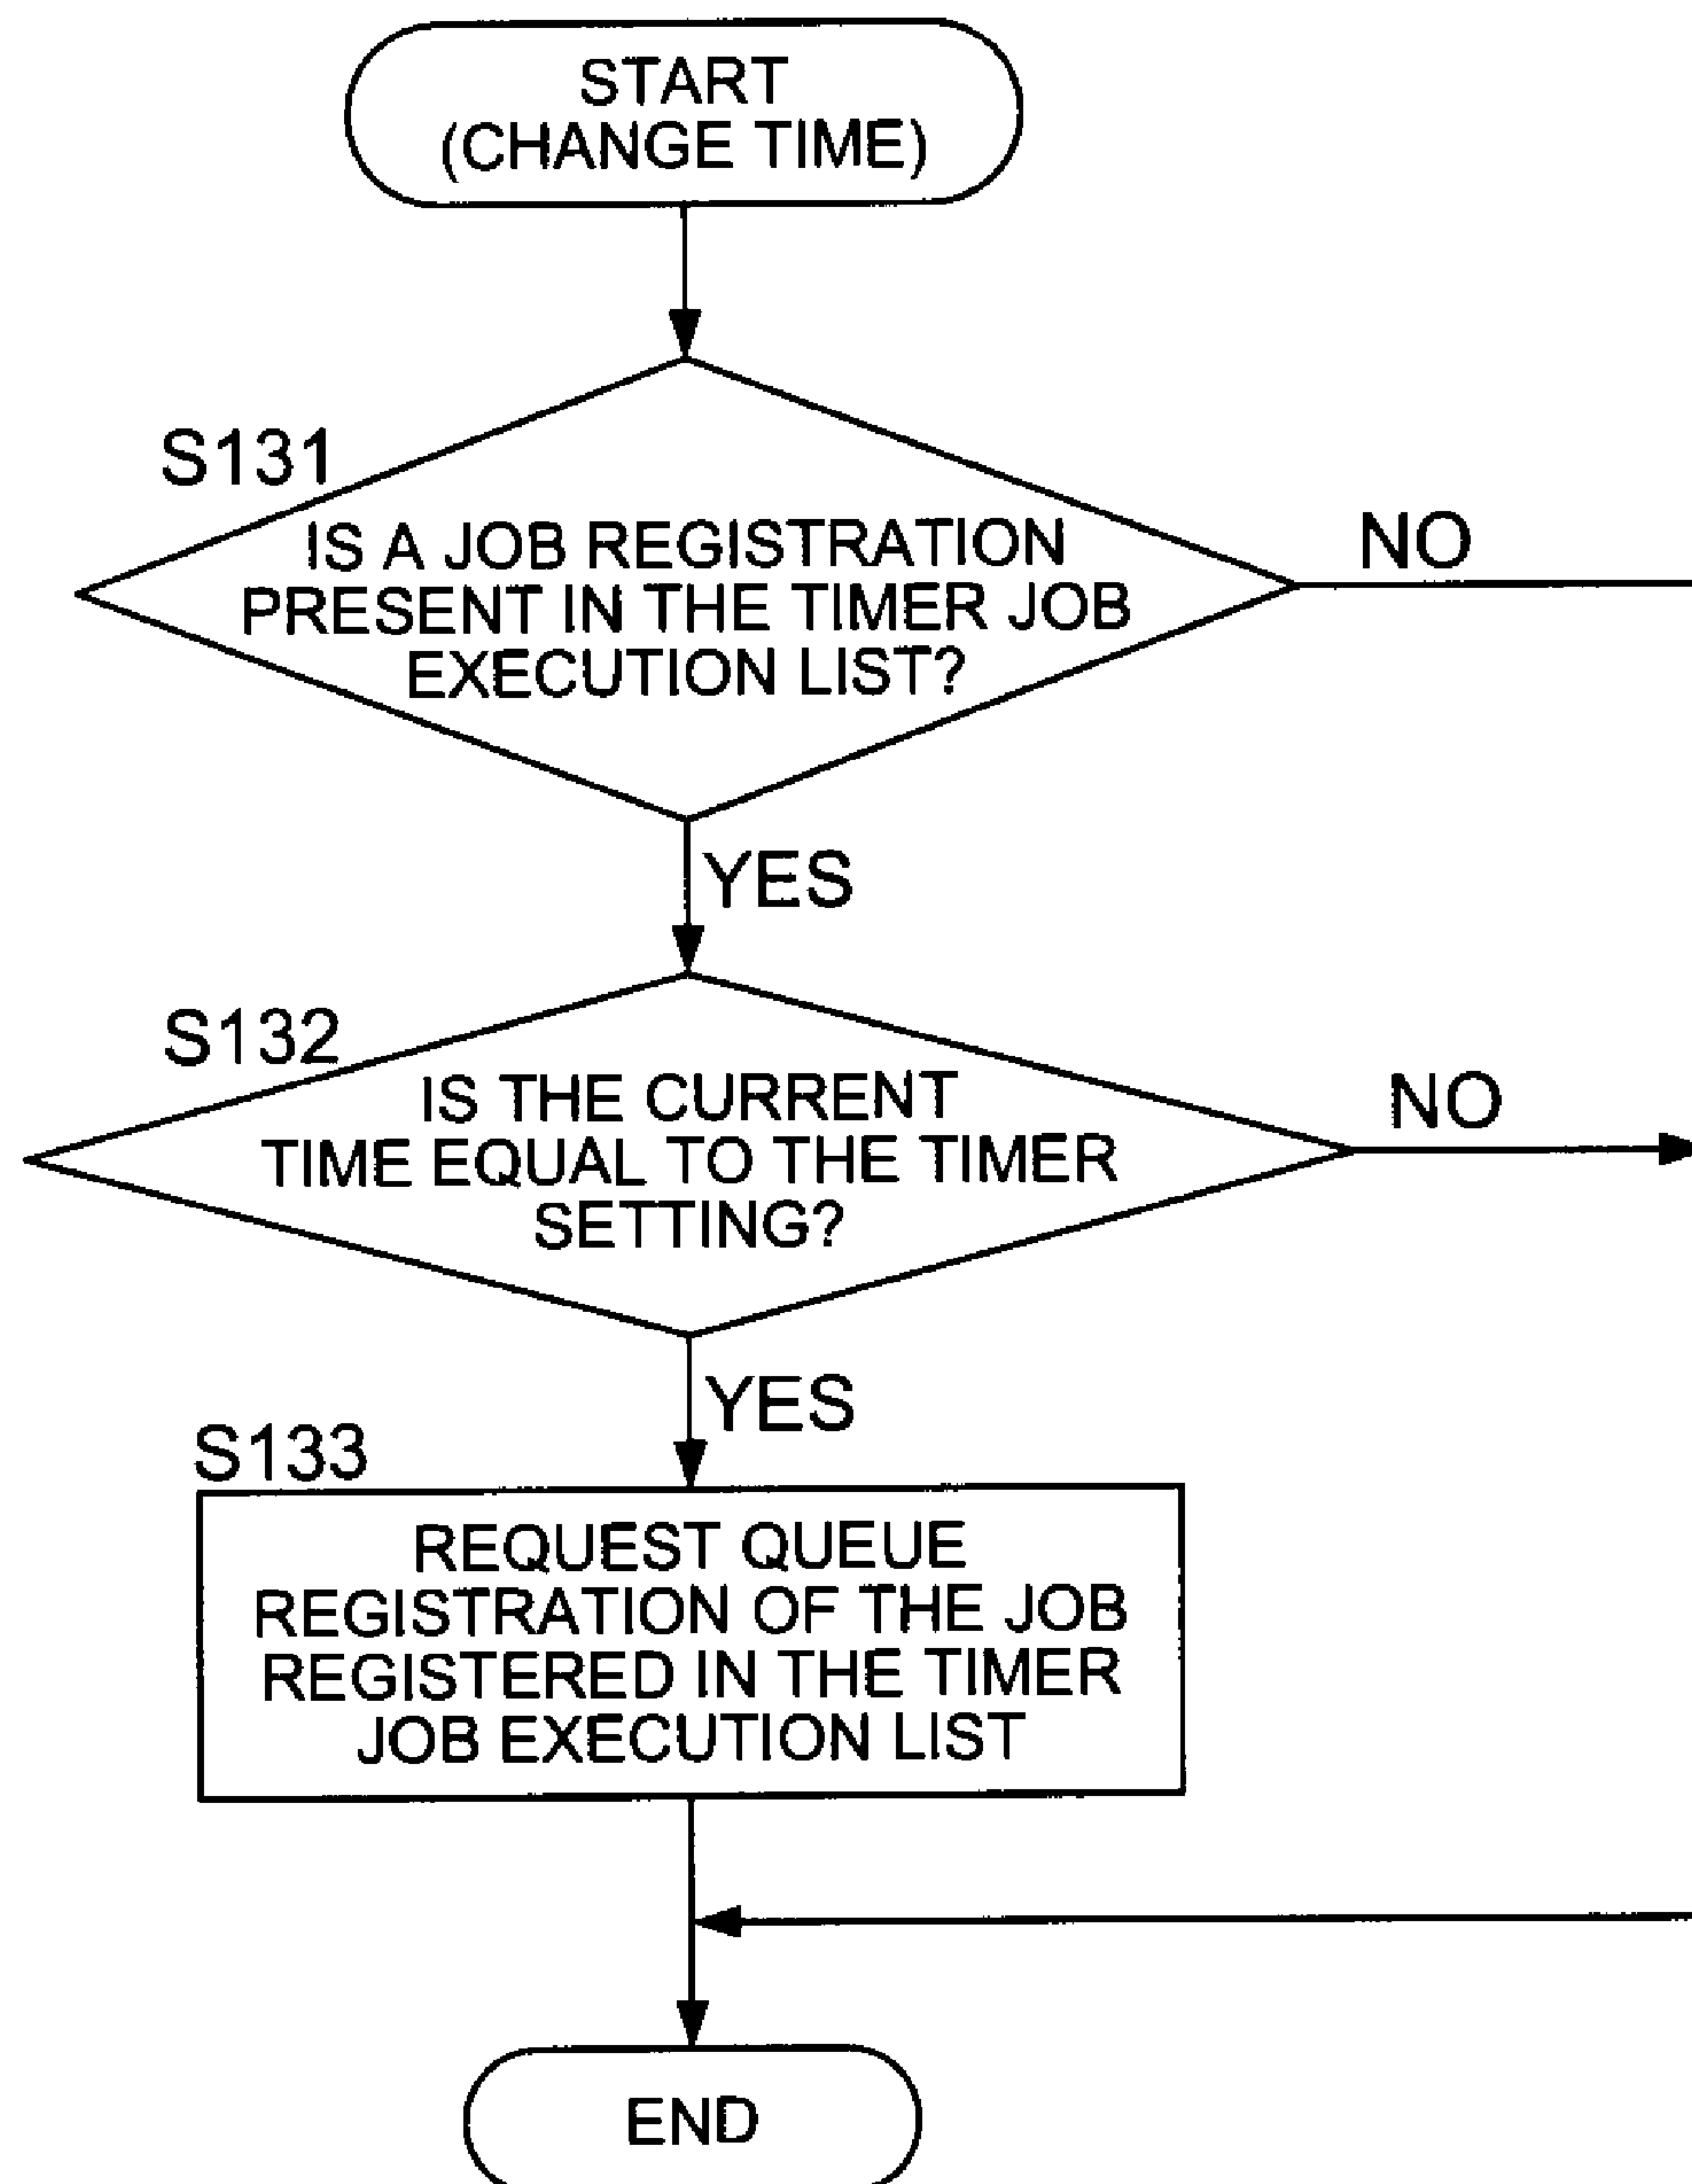 START
(CHANGE TIME)
S131
IS A JOB REGISTRATION
PRESENT IN THE TIMER JOB
EXECUTION LIST?
NO
YES
S132
IS THE CURRENT
TIME EQUAL TO THE TIMER
SETTING?
NO
YES
S133
REQUEST QUEUE
REGISTRATION OF THE JOB
REGISTERED IN THE TIMER
JOB EXECUTION LIST
END